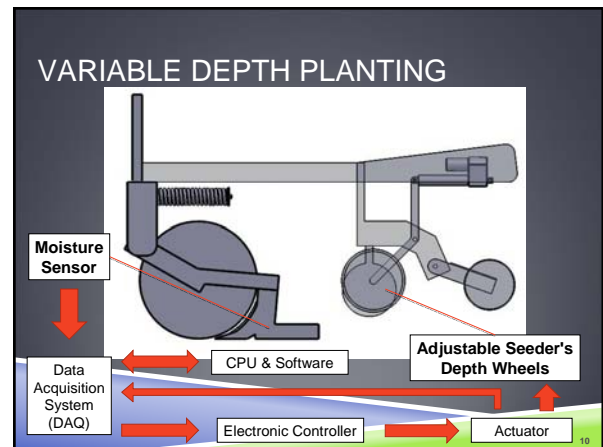 VARIABLE DEPTH PLANTING
Moisture
Sensor
Adjustable Seeder's
Depth Wheels
Data
Acquisition
System
(DAQ)
CPU & Software
Electronic Controller
Actuator
10